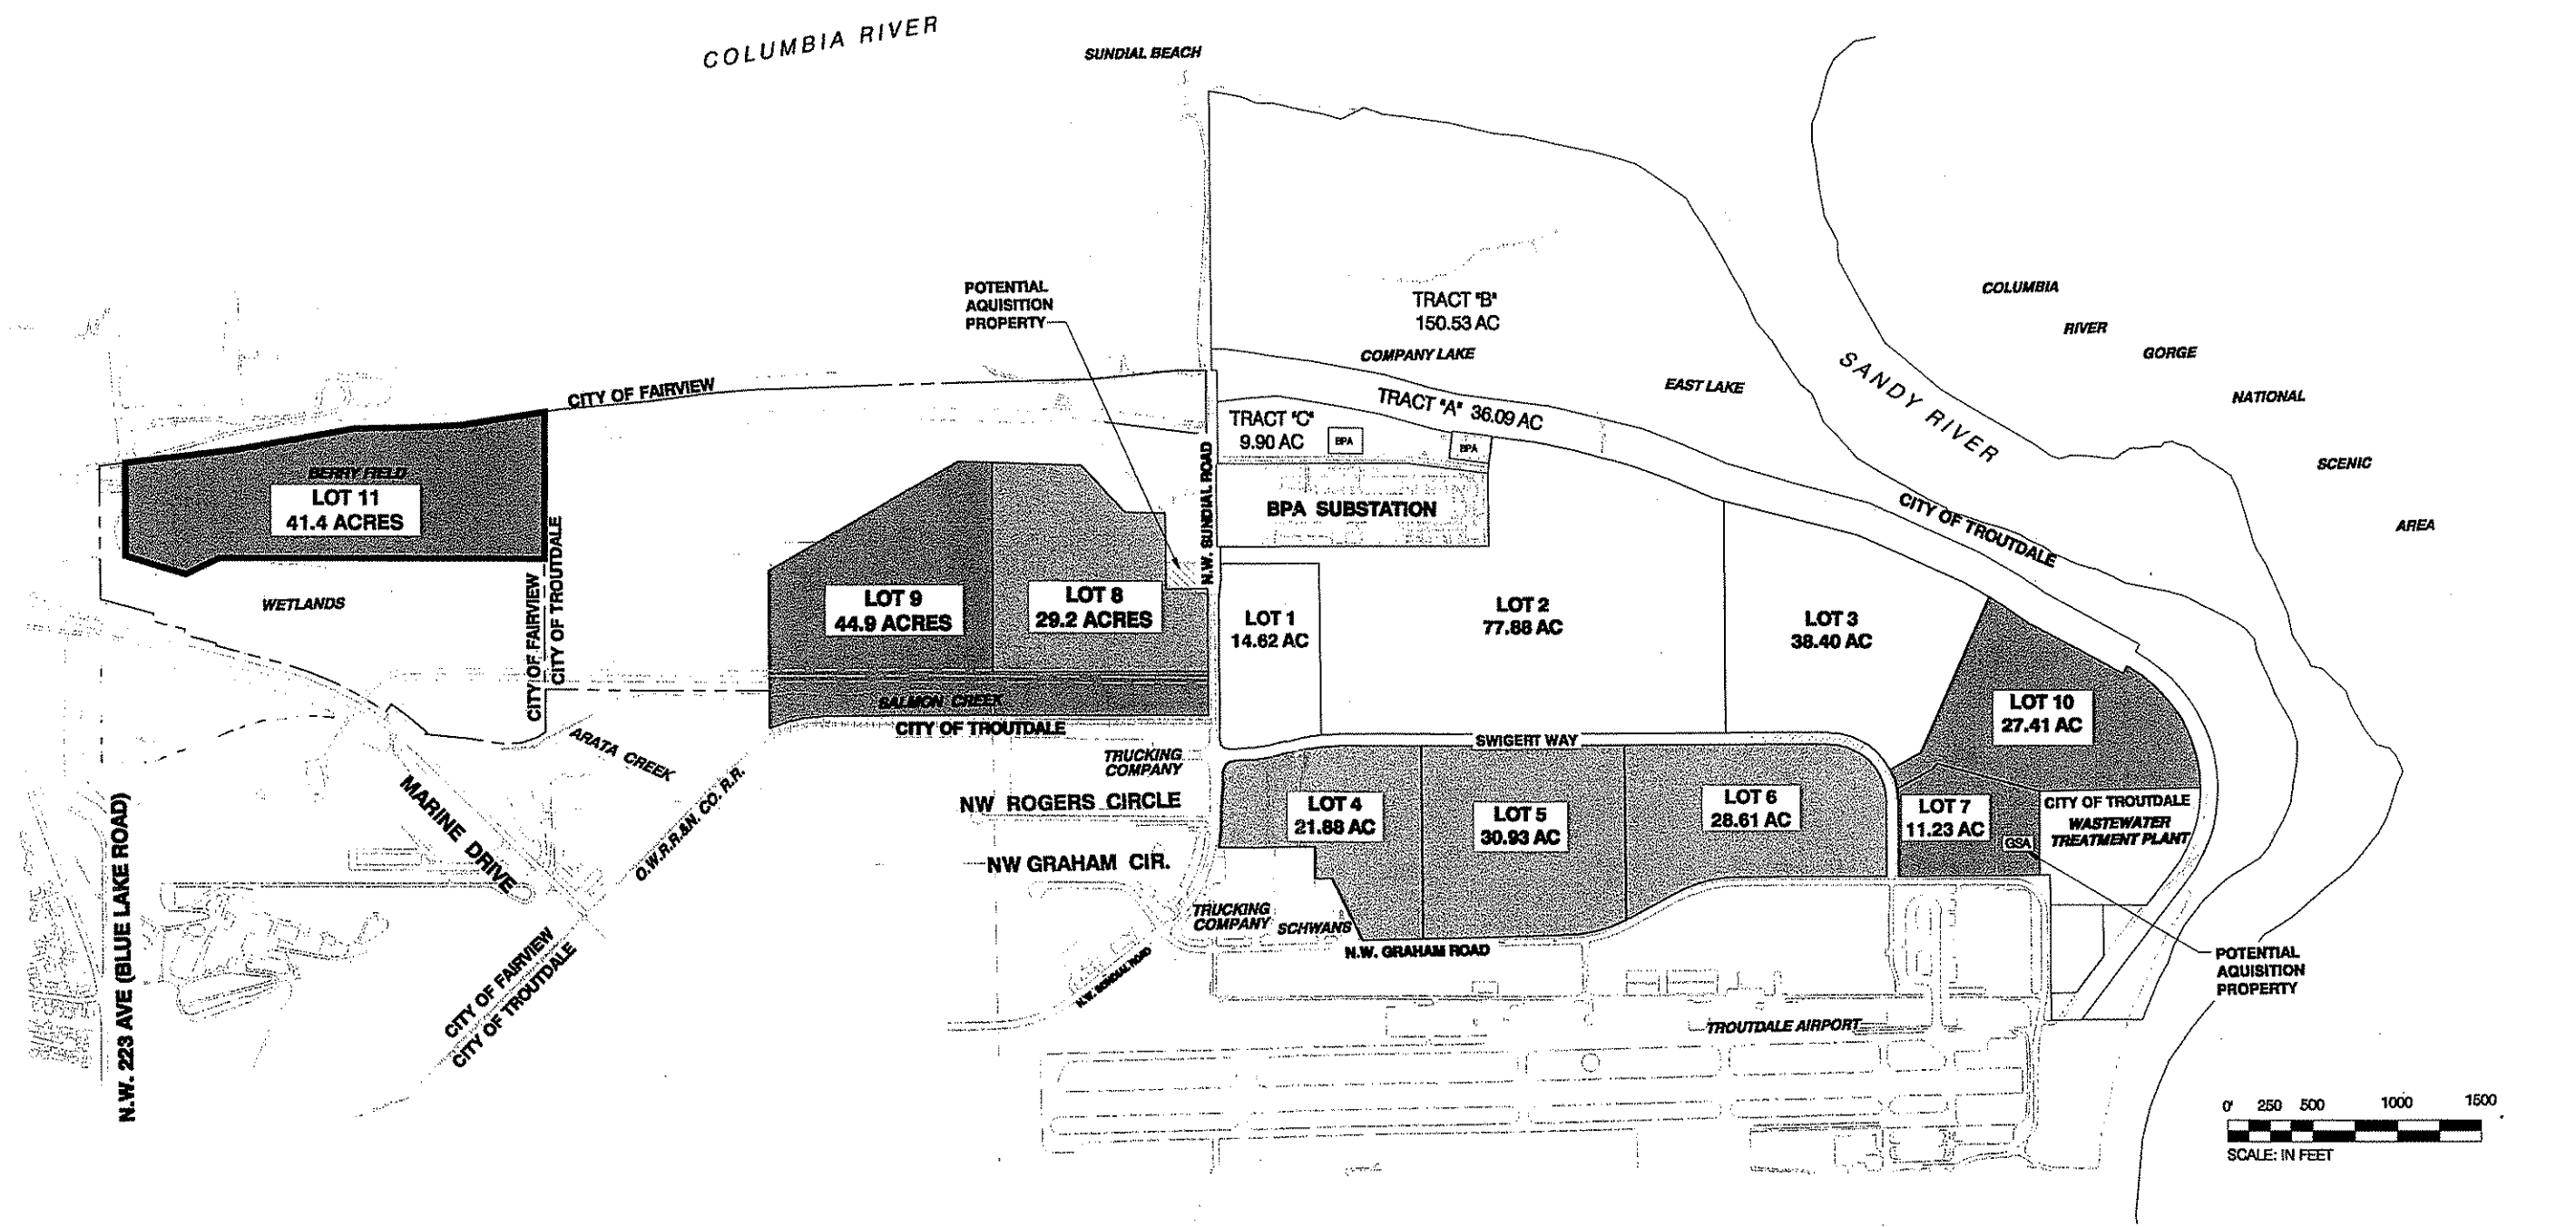 COLUMBIA RIVER
SUNDIAL BEACH
POTENTIAL
AQUISITION
PROPERTY
TRACT "B"
150.53 AC
COMPANY LAKE
EAST LAKE
SANDY RIVER
COLUMBIA
RIVER
GORGE
NATIONAL
SCENIC
AREA
CITY OF FAIRVIEW
TRACT "A" 36.09 AC
TRACT "C"
9.90 AC
BPA
BPA
BPA SUBSTATION
N.W. SUNDIAL ROAD
CITY OF TROUTDALE
BERRY FIELD
LOT 11
41.4 ACRES
WETLANDS
CITY OF FAIRVIEW
CITY OF TROUTDALE
LOT 9
44.9 ACRES
LOT 8
29.2 ACRES
LOT 1
14.62 AC
LOT 2
77.88 AC
LOT 3
38.40 AC
LOT 10
27.41 AC
SALMON CREEK
CITY OF TROUTDALE
ARATA CREEK
O.W.R.R.&N. CO. R.R.
TRUCKING
COMPANY
SWIGERT WAY
NW ROGERS CIRCLE
NW GRAHAM CIR.
LOT 4
21.88 AC
LOT 5
30.93 AC
LOT 6
28.61 AC
LOT 7
11.23 AC
GSA
CITY OF TROUTDALE
WASTEWATER
TREATMENT PLANT
MARINE DRIVE
N.W. 223 AVE (BLUE LAKE ROAD)
CITY OF FAIRVIEW
CITY OF TROUTDALE
TRUCKING
COMPANY
SCHWANS
N.W. GRAHAM ROAD
N.W. SUNDIAL ROAD
POTENTIAL
AQUISITION
PROPERTY
TROUTDALE AIRPORT
0' 250 500 1000 1500
SCALE: IN FEET